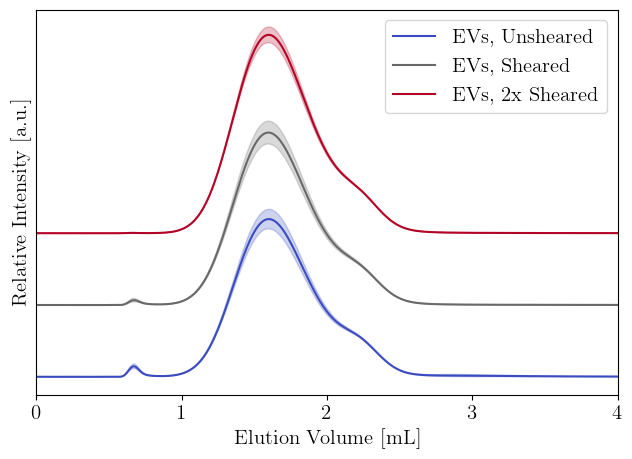 EVs, Unsheared
EVs, Sheared
EVs, 2x Sheared
Relative Intensity [a.u.]
0 1 2 3 4
Elution Volume [mL]